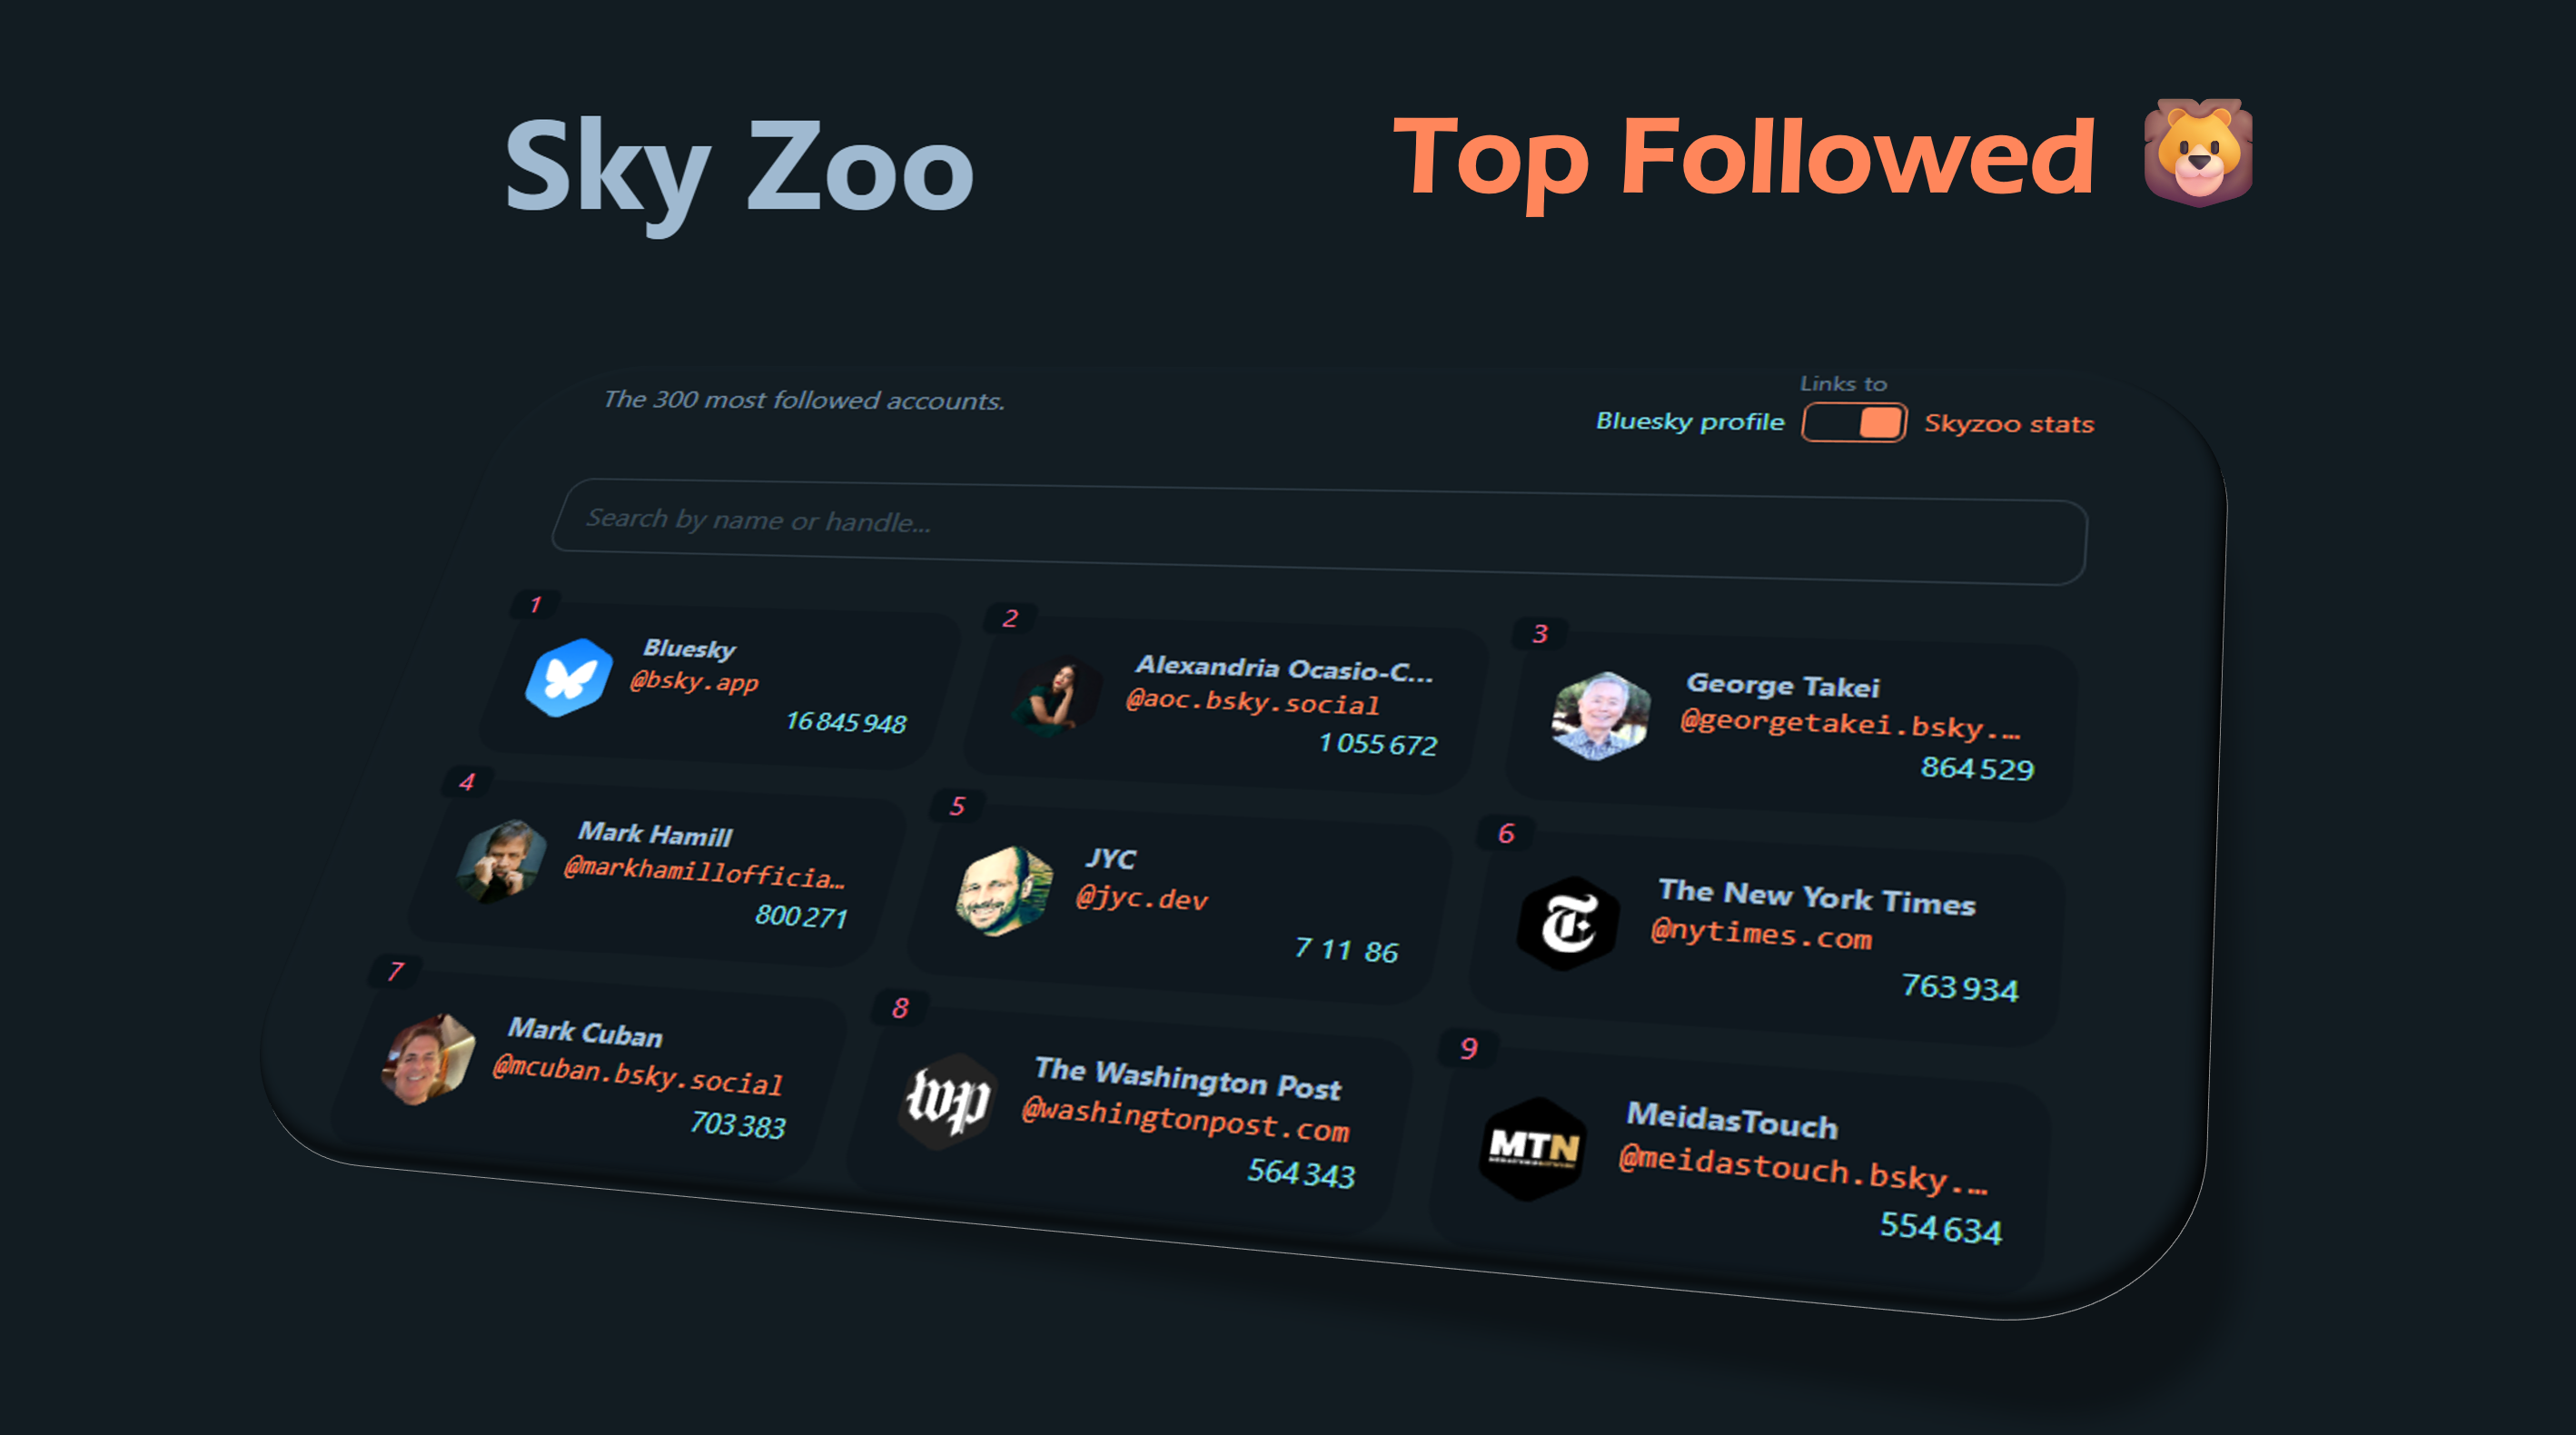 Sky Zoo
Top Followed
The 300 most followed accounts.
Links to
Bluesky profile
Skyzoo stats
Search by name or handle...
1
Bluesky
@bsky.app
16 845 948
2
Alexandria Ocasio-C...
@aoc.bsky.social
1 055 672
3
George Takei
@georgetakei.bsky.…
864 529
4
Mark Hamill
@markhamillofficia…
800 271
5
JYC
@jyc.dev
7 11 86
6
The New York Times
@nytimes.com
763 934
7
Mark Cuban
@mcuban.bsky.social
703 383
8
wp
The Washington Post
@washingtonpost.com
564 343
9
MTN
MeidasTouch
@meidastouch.bsky.…
554 634